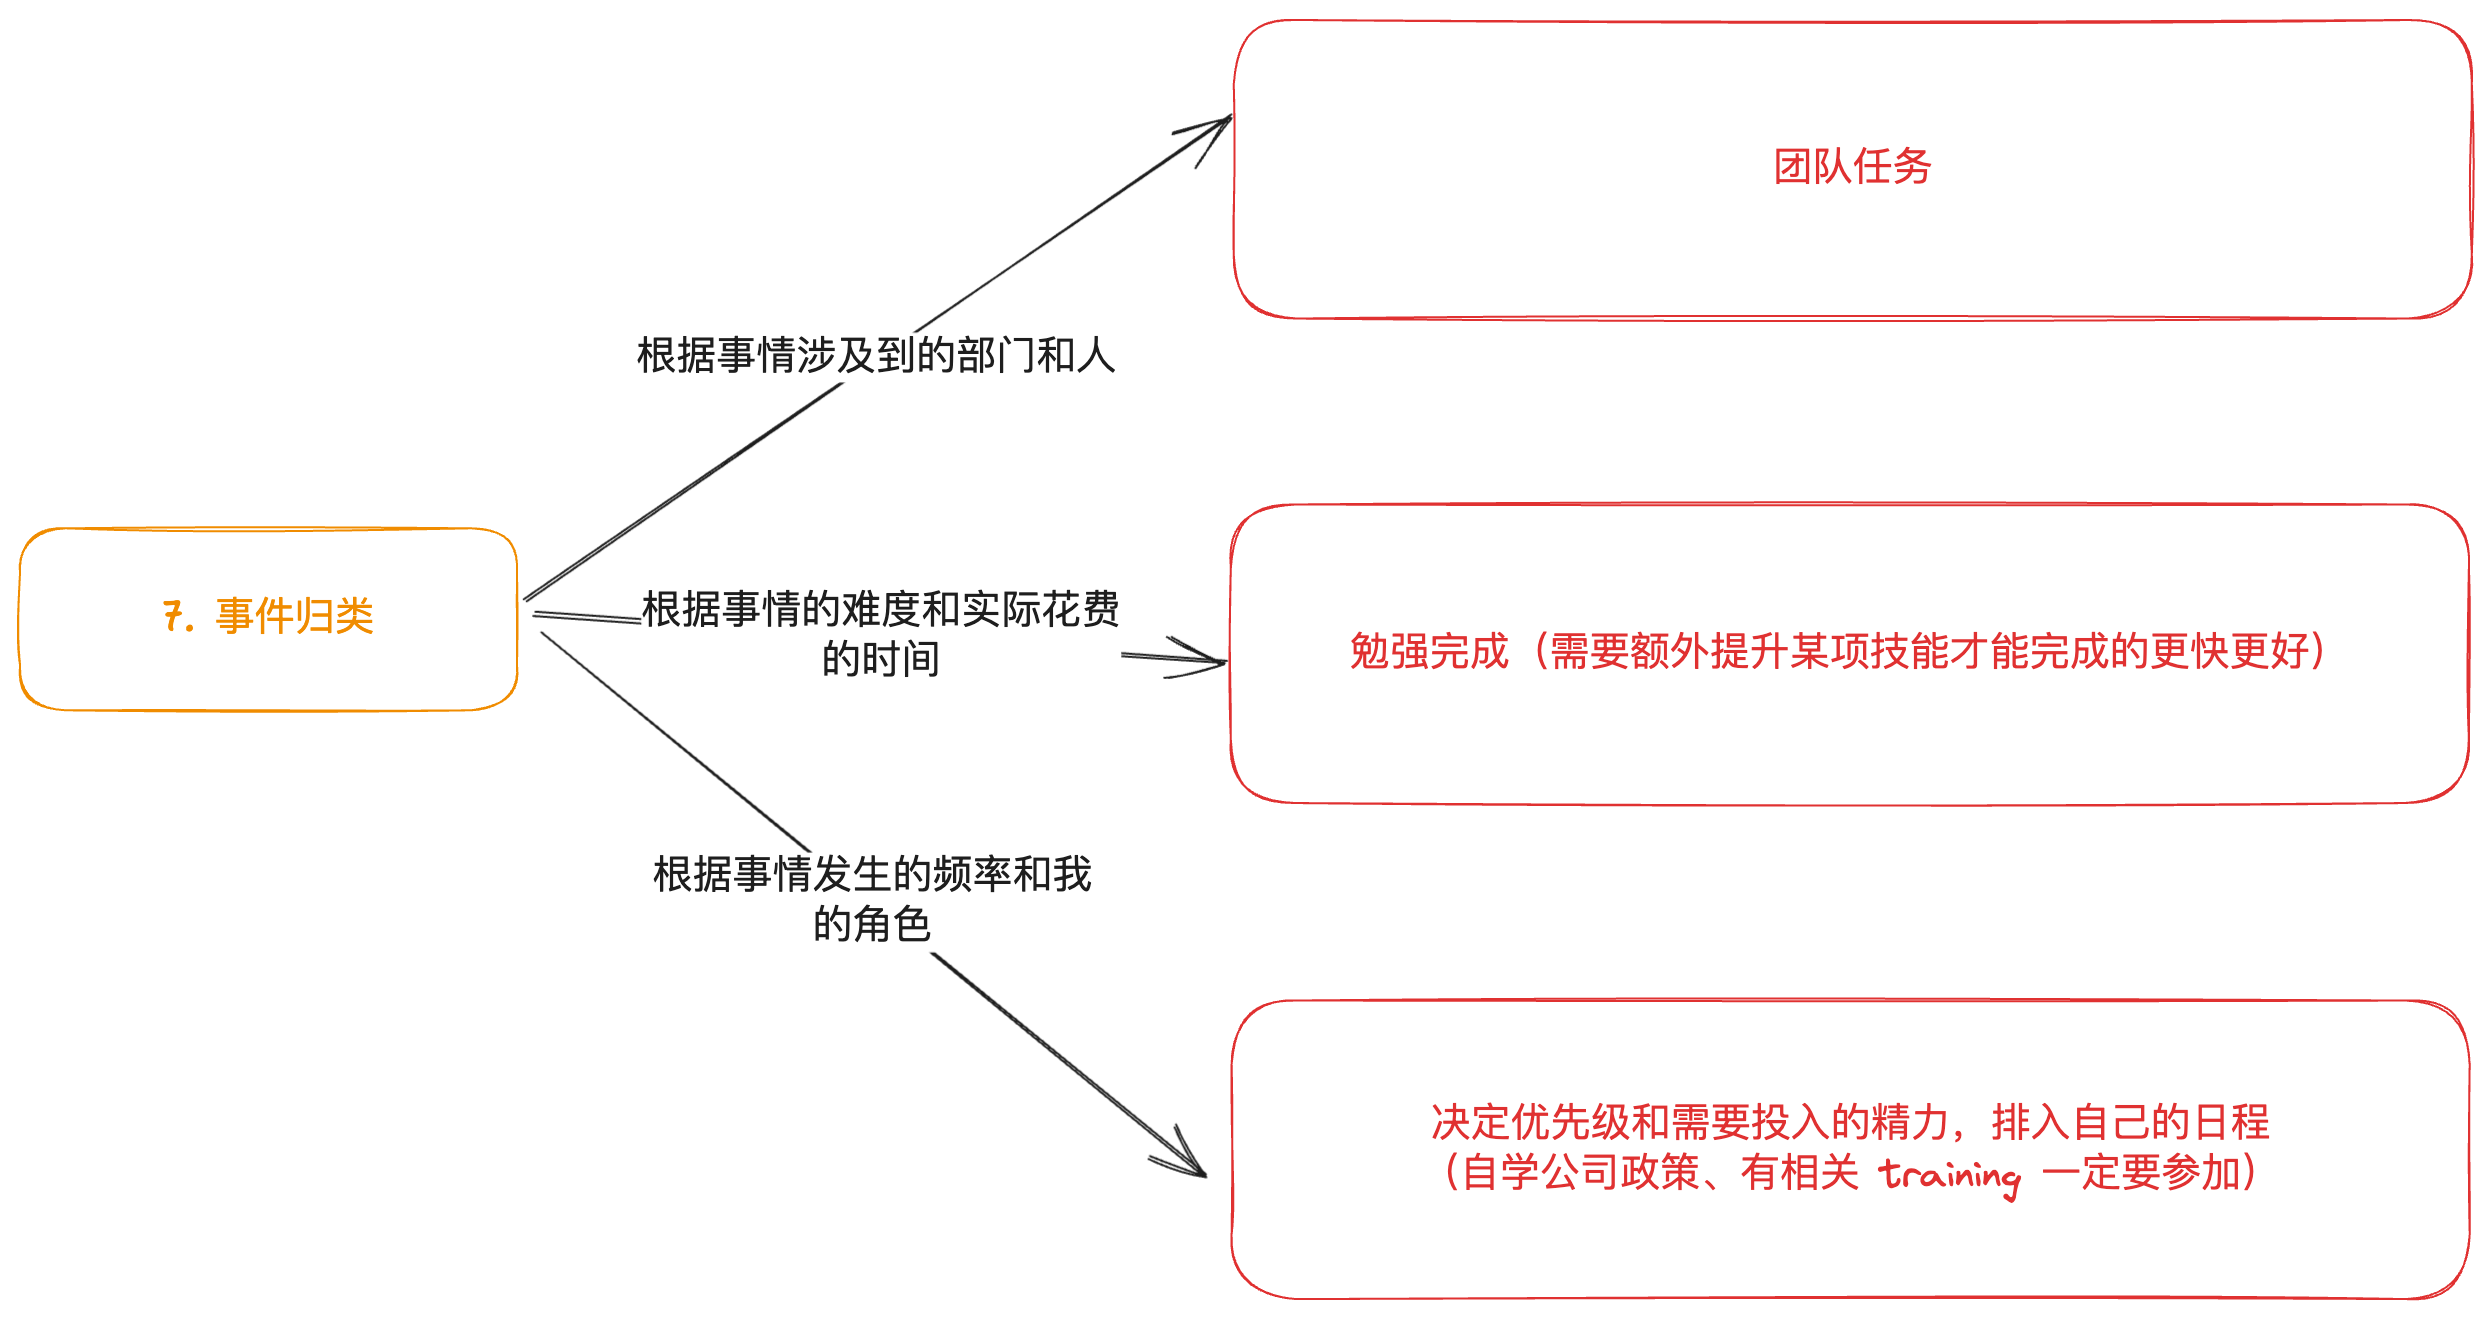 团队任务
根据事情涉及到的部门和人
7. 事件归类
根据事情的难度和实际花费
的时间
勉强完成（需要额外提升某项技能才能完成的更快更好）
根据事情发生的频率和我
的角色
决定优先级和需要投入的精力，排入自己的日程
（自学公司政策、有相关 training 一定要参加）